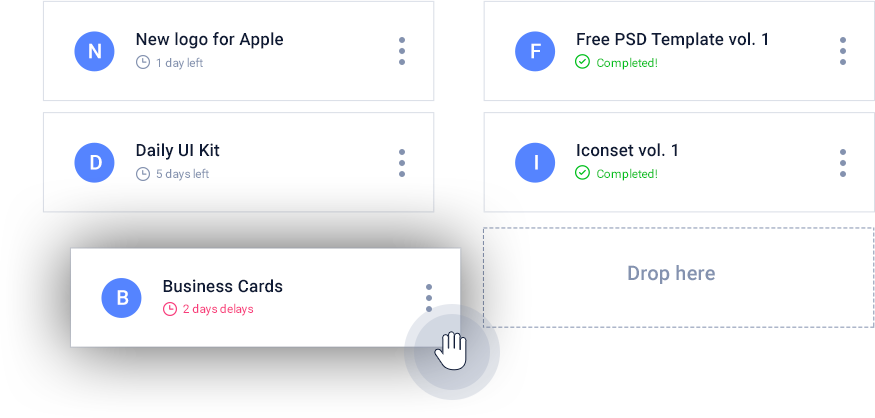 N
New logo for Apple
1 day left
D
Daily UI Kit
5 days left
B
Business Cards
2 days delays
F
Free PSD Template vol. 1
Completed!
I
Iconset vol. 1
Completed!
Drop here